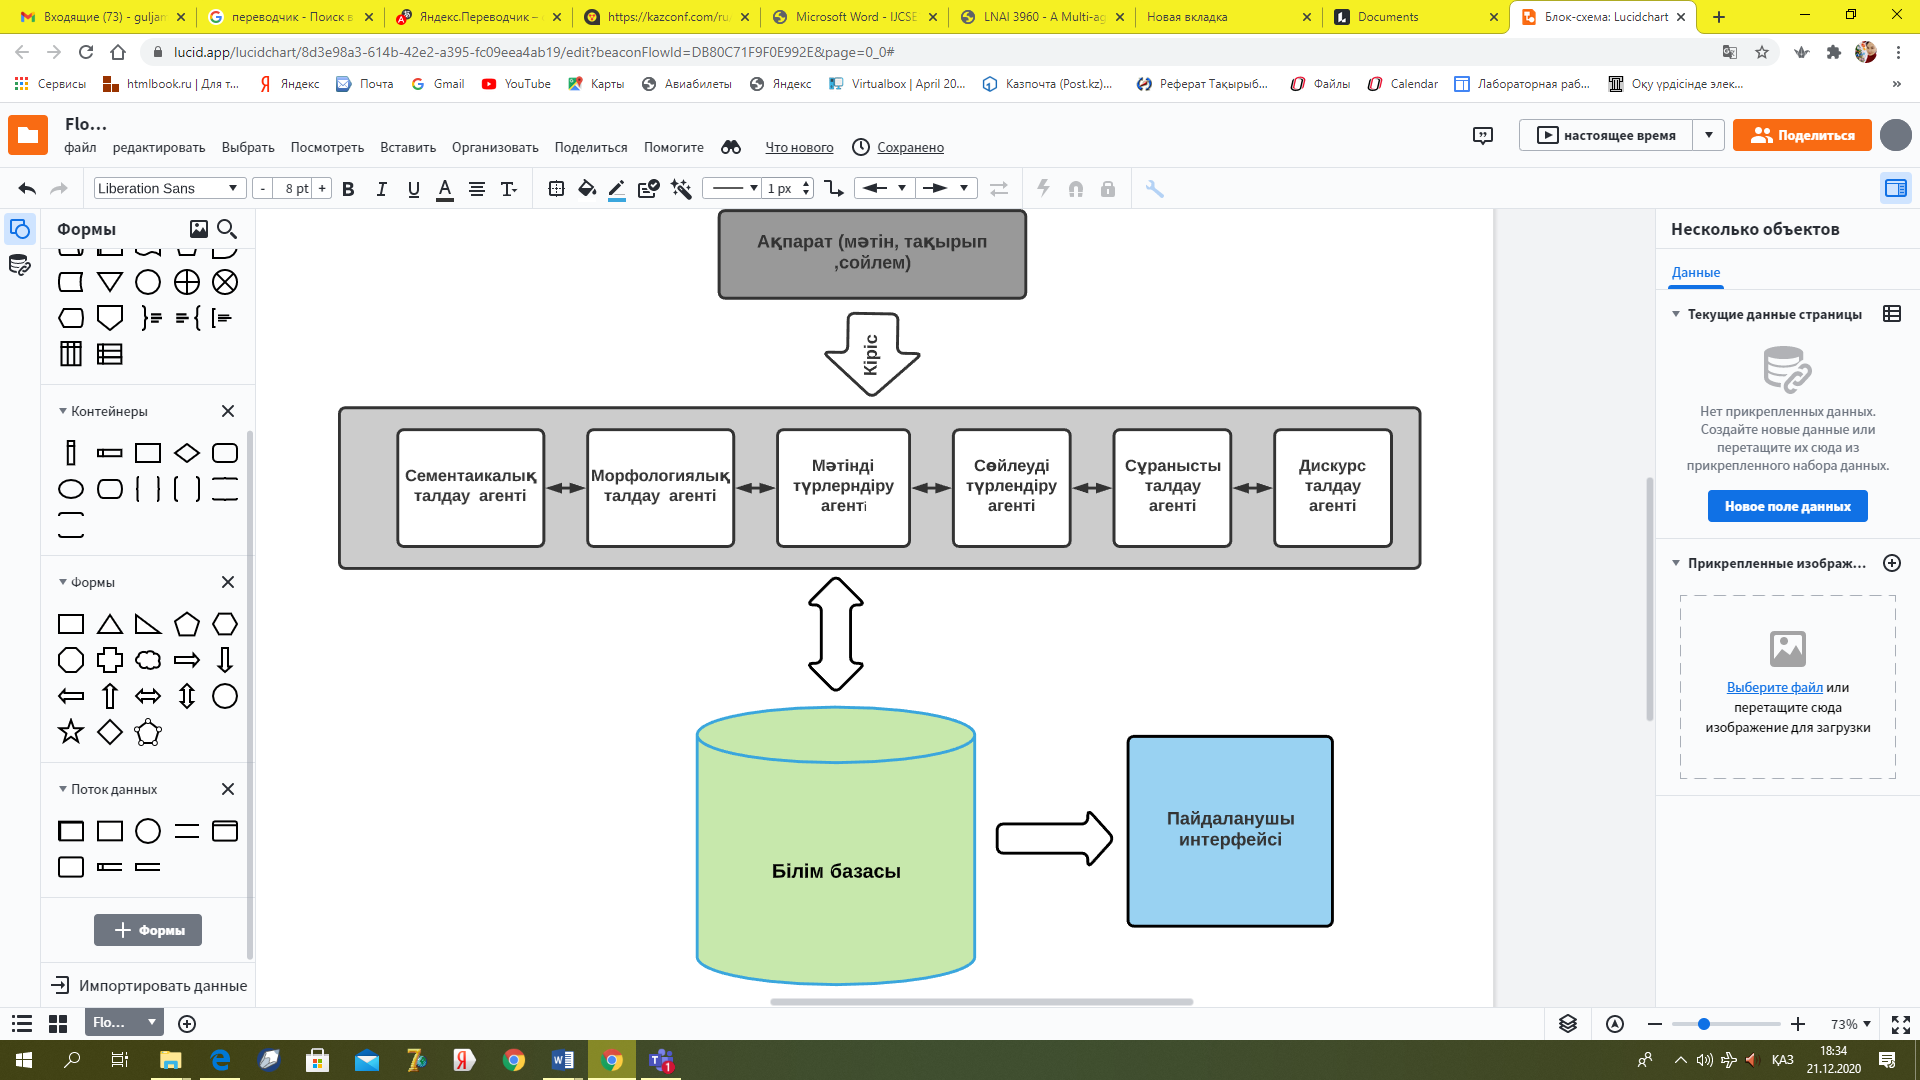 Входящие (73) - guljan
переводчик - Поиск в
Яндекс.Переводчик –
https://kazconf.com/ru/
Microsoft Word - IJCSE
LNAI 3960 - A Multi-ag
Новая вкладка
Documents
Блок-схема: Lucidchart
lucid.app/lucidchart/8d3e98a3-614b-42e2-a395-fc09eea4ab19/edit?beaconFlowId=DB80C71F9F0E992E&page=0_0#
Сервисы
htmlbook.ru | Для т...
Яндекс
Почта
Gmail
YouTube
Карты
Авиабилеты
Яндекс
Virtualbox | April 20...
Казпочта (Post.kz)...
Реферат Тақырыб...
Файлы
Calendar
Лабораторная раб...
Оқу үрдісінде элек...
»
Flo...
файл
редактировать
Выбрать
Посмотреть
Вставить
Организовать
Поделиться
Помогите
Что нового
Сохранено
настоящее время
Поделиться
Liberation Sans
- 8 pt +
B I U A T
1 px
Формы
Контейнеры
Формы
Поток данных
+ Формы
Импортировать данные
Ақпарат (мәтін, тақырып
,сойлем)
Кіріс
Сементаикалық
талдау агенті
Морфологиялық
талдау агенті
Мәтінді
түрлерндіру
агенті
Сөйлеуді
түрлендіру
агенті
Сұранысты
талдау
агенті
Дискурс
талдау
агенті
Білім базасы
Пайдаланушы
интерфейсі
Несколько объектов
Данные
Текущие данные страницы
Нет прикрепленных данных.
Создайте новые данные или
перетащите их сюда из
прикрепленного набора данных.
Новое поле данных
Прикрепленные изображ...
Выберите файл или
перетащите сюда
изображение для загрузки
Flo...
73%
ҚАЗ
18:34
21.12.2020